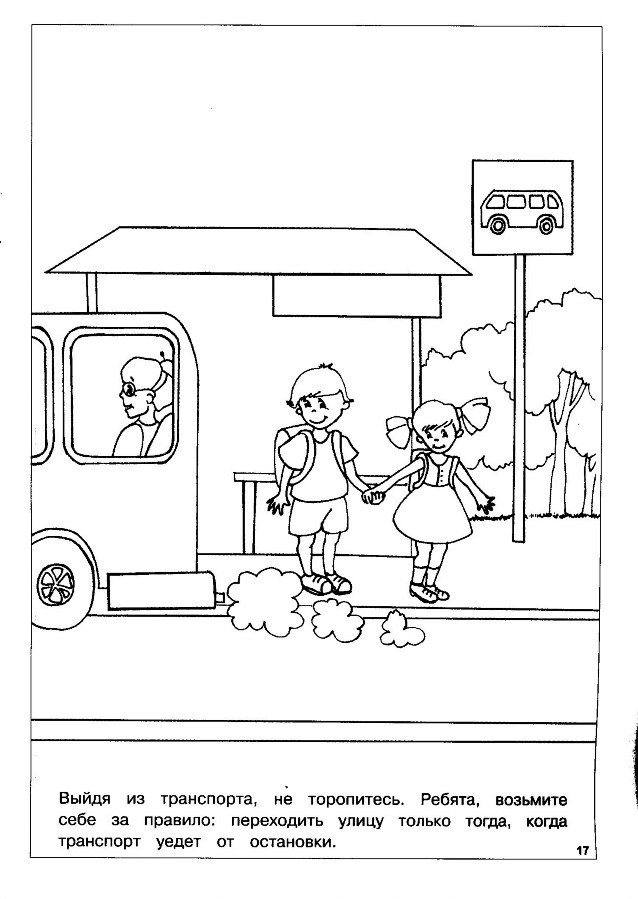 Выйдя из транспорта, не торопитесь. Ребята, возьмите
себе за правило: переходить улицу только тогда, когда
транспорт уедет от остановки.
17